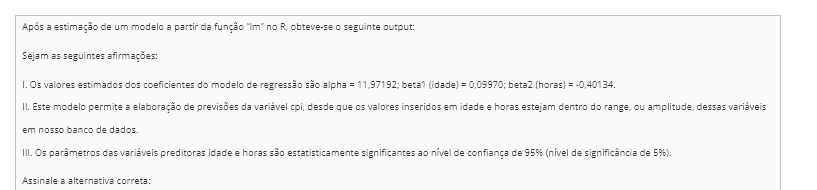 Após a estimação de um modelo a partir da função "lm" no R, obteve-se o seguinte output:
Sejam as seguintes afirmações:
I. Os valores estimados dos coeficientes do modelo de regressão são alpha = 11,97192; beta1 (idade) = 0,09970; beta2 (horas) = -0,40134.
II. Este modelo permite a elaboração de previsões da variável cpi, desde que os valores inseridos em idade e horas estejam dentro do range, ou amplitude, dessas variáveis
em nosso banco de dados.
III. Os parâmetros das variáveis preditoras idade e horas são estatisticamente significantes ao nível de confiança de 95% (nível de significância de 5%).
Assinale a alternativa correta: